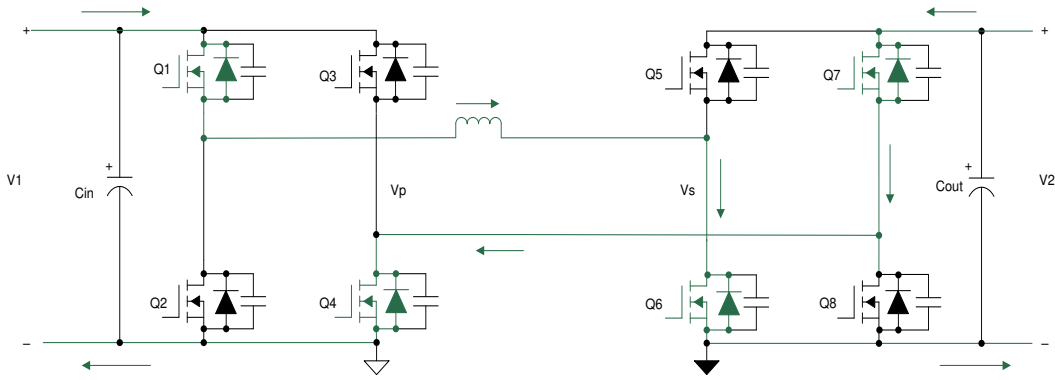 + +
Q1 Q3 Q5 Q7
+ +
V1 Cin Vp Vs Cout V2
Q2 Q4 Q6 Q8
– –